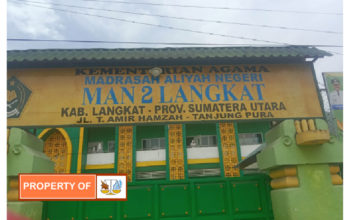 KEMENTERIAN AGAMA
MADRASAH ALIYAH NEGERI
MAN 2 LANGKAT
KAB. LANGKAT - PROV. SUMATERA UTARA
JL. T. AMIR HAMZAH - TANJUNG PURA
PROPERTY OF